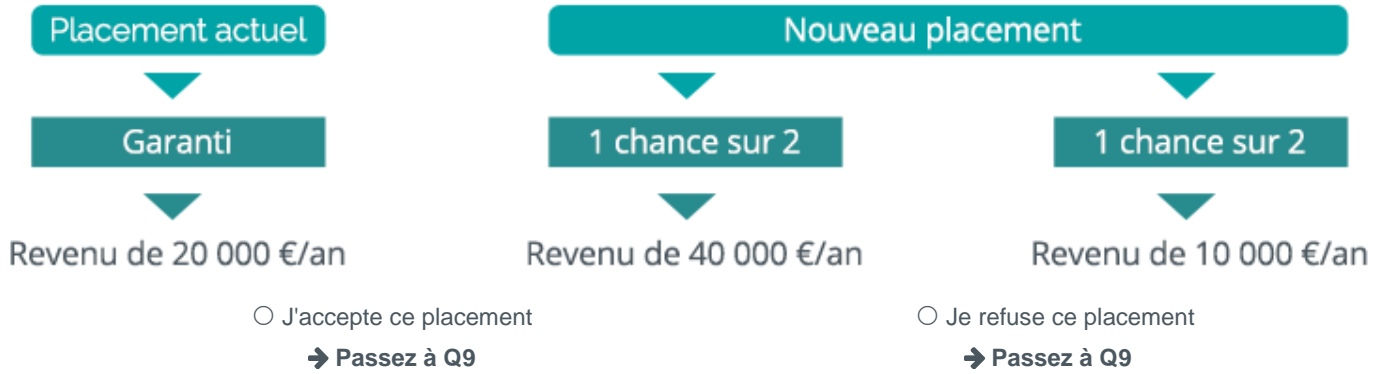 Placement actuel Nouveau placement
Garanti 1 chance sur 2 1 chance sur 2
Revenu de 20 000 €/an Revenu de 40 000 €/an Revenu de 10 000 €/an
J'accepte ce placement Je refuse ce placement
Passez à Q9 Passez à Q9